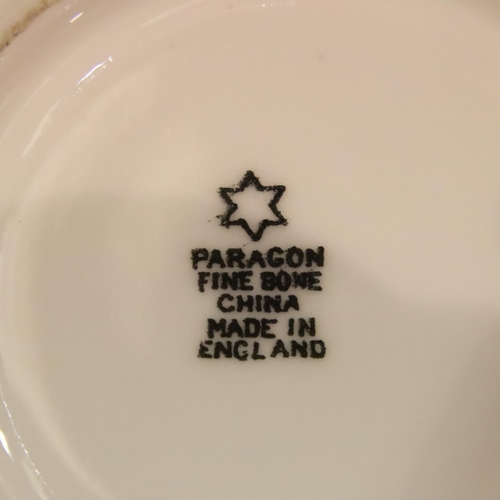 PARAGON
FINE BONE
CHINA
MADE IN
ENGLAND